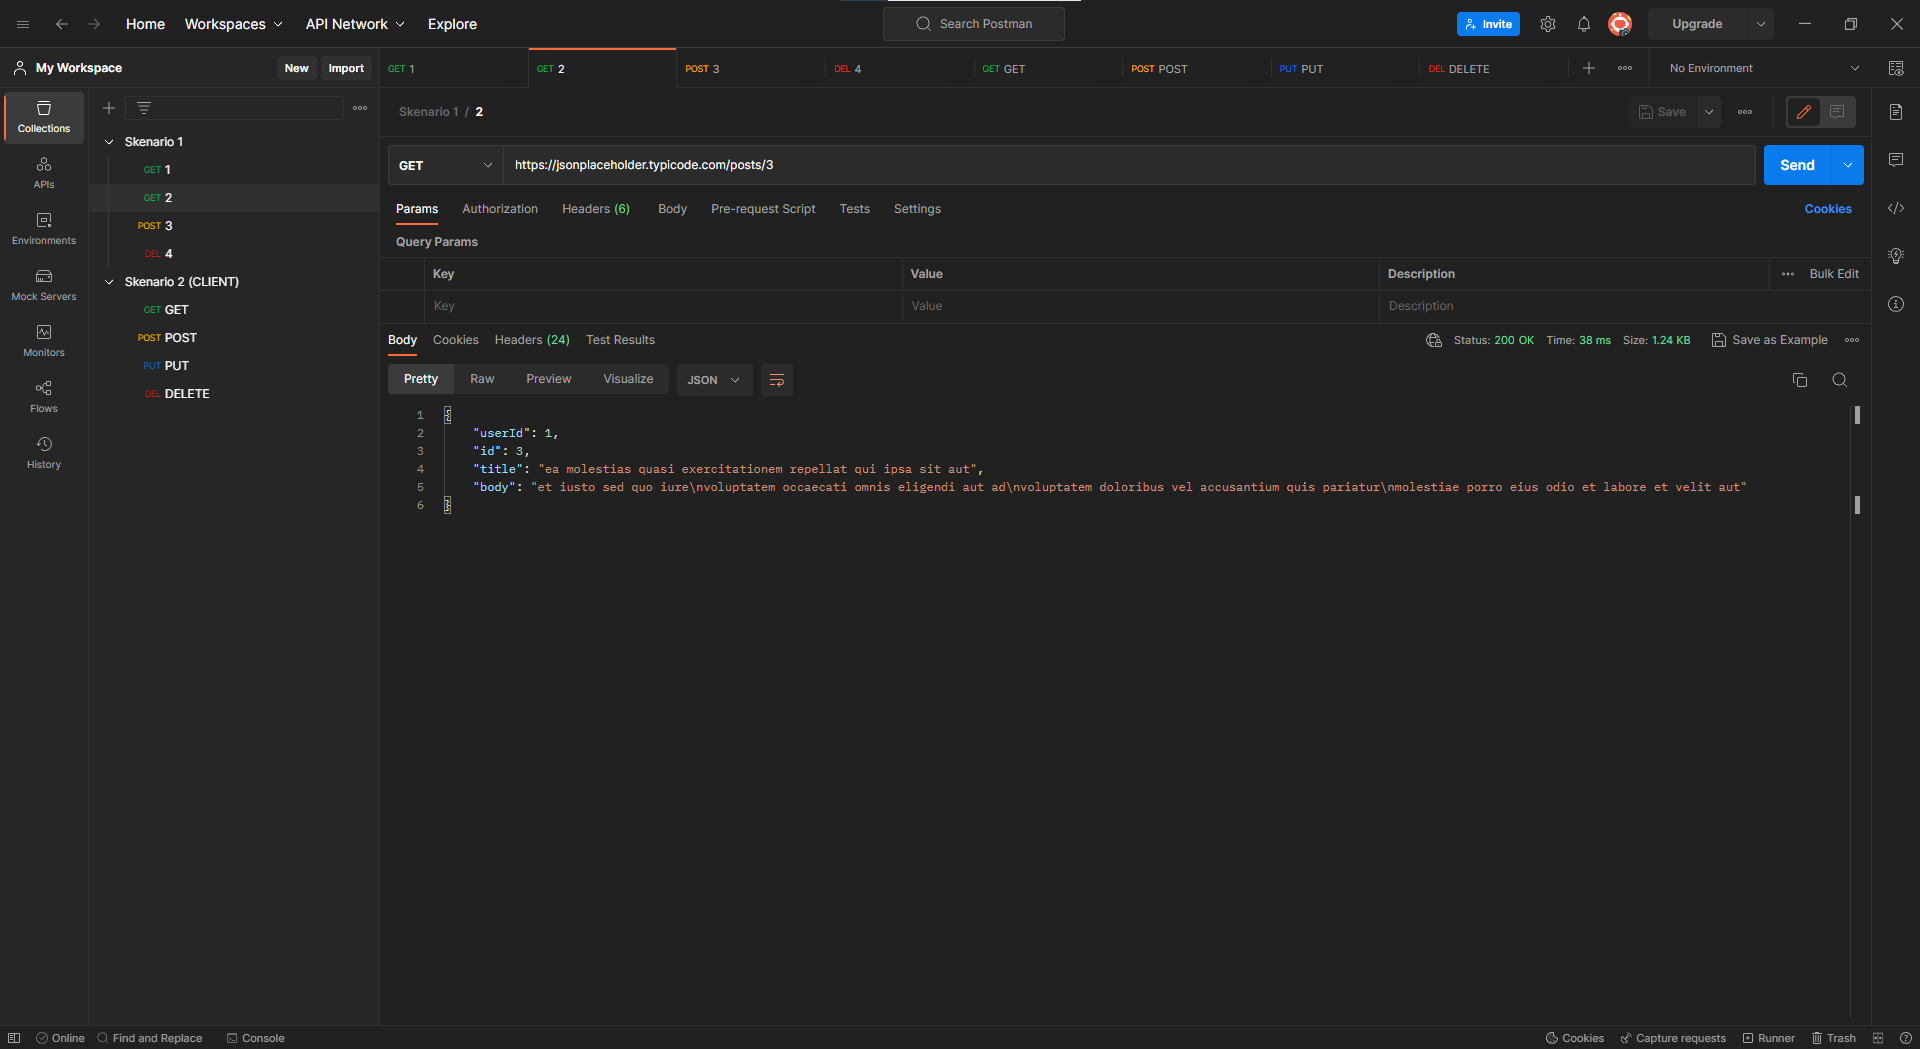 Home Workspaces API Network Explore Search Postman Invite Upgrade
My Workspace New Import GET 1 GET 2 POST 3 DEL 4 GET GET POST POST PUT PUT DEL DELETE No Environment
Collections
APIs
Environments
Mock Servers
Monitors
Flows
History
Skenario 1
GET 1
GET 2
POST 3
DEL 4
Skenario 2 (CLIENT)
GET GET
POST POST
PUT PUT
DEL DELETE
Skenario 1 / 2 Save
GET https://jsonplaceholder.typicode.com/posts/3 Send
Params Authorization Headers (6) Body Pre-request Script Tests Settings Cookies
Query Params
Key Value Description Bulk Edit
Key Value Description
Body Cookies Headers (24) Test Results Status: 200 OK Time: 38 ms Size: 1.24 KB Save as Example
Pretty Raw Preview Visualize JSON
1 {
2 "userId": 1,
3 "id": 3,
4 "title": "ea molestias quasi exercitationem repellat qui ipsa sit aut",
5 "body": "et iusto sed quo iure\nvoluptatem occaecati omnis eligendi aut ad\nvoluptatem doloribus vel accusantium quis pariatur\nmolestiae porro eius odio et labore et velit aut"
6 }
Online Find and Replace Console Cookies Capture requests Runner Trash